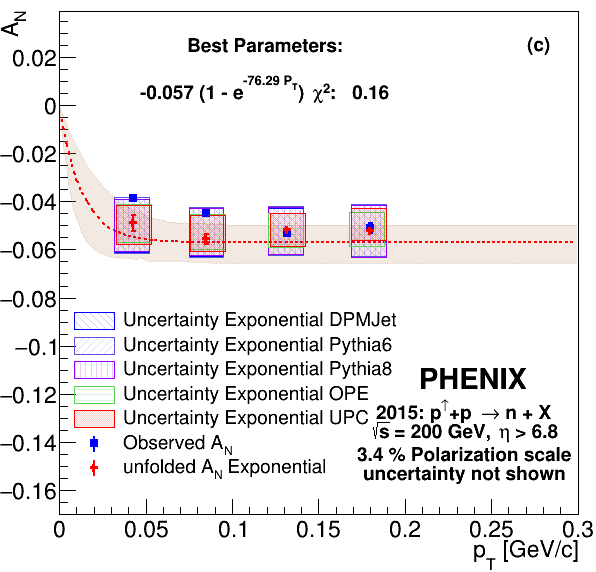 A_N
Best Parameters:
(c)
-0.057 (1 - e^-76.29 P_T) χ²: 0.16
0.02
0
−0.02
−0.04
−0.06
−0.08
−0.1
−0.12
−0.14
−0.16
Uncertainty Exponential DPMJet
Uncertainty Exponential Pythia6
Uncertainty Exponential Pythia8
Uncertainty Exponential OPE
Uncertainty Exponential UPC
Observed A_N
unfolded A_N Exponential
PHENIX
2015: p^↑+p → n + X
√s = 200 GeV, η > 6.8
3.4 % Polarization scale
uncertainty not shown
0 0.05 0.1 0.15 0.2 0.25 0.3
p_T [GeV/c]